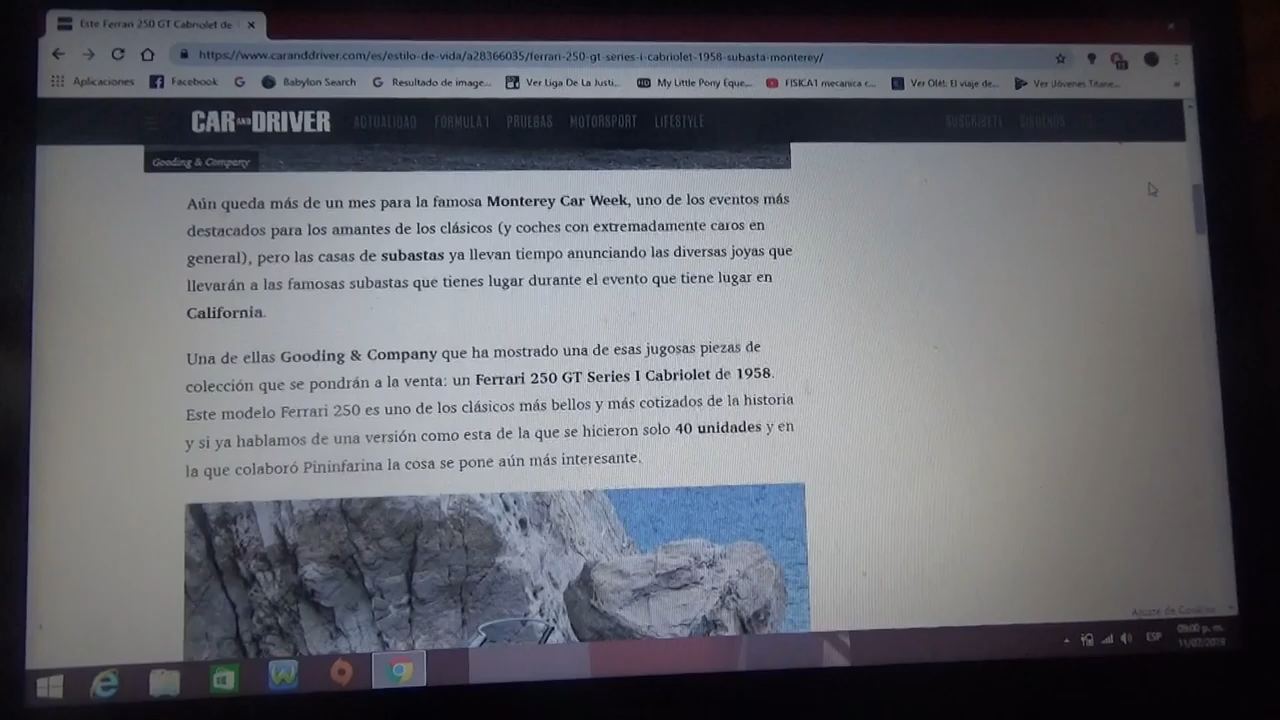 Este Ferrari 250 GT Cabriolet de
https://www.caranddriver.com/es/estilo-de-vida/a28366035/ferrari-250-gt-series-i-cabriolet-1958-subasta-monterey/
Aplicaciones Facebook Babylon Search Resultado de image... Ver Liga De La Justi... My Little Pony Eque... FISICA1 mecanica c... Ver Olé!: El viaje de... Ver Jóvenes Titane...
CAR AND DRIVER ACTUALIDAD FORMULA 1 PRUEBAS MOTORSPORT LIFESTYLE SUSCRÍBETE SÍGUENOS
Gooding & Company
Aún queda más de un mes para la famosa Monterey Car Week, uno de los eventos más
destacados para los amantes de los clásicos (y coches con extremadamente caros en
general), pero las casas de subastas ya llevan tiempo anunciando las diversas joyas que
llevarán a las famosas subastas que tienes lugar durante el evento que tiene lugar en
California.
Una de ellas Gooding & Company que ha mostrado una de esas jugosas piezas de
colección que se pondrán a la venta: un Ferrari 250 GT Series I Cabriolet de 1958.
Este modelo Ferrari 250 es uno de los clásicos más bellos y más cotizados de la historia
y si ya hablamos de una versión como esta de la que se hicieron solo 40 unidades y en
la que colaboró Pininfarina la cosa se pone aún más interesante.
ESP
p. m.